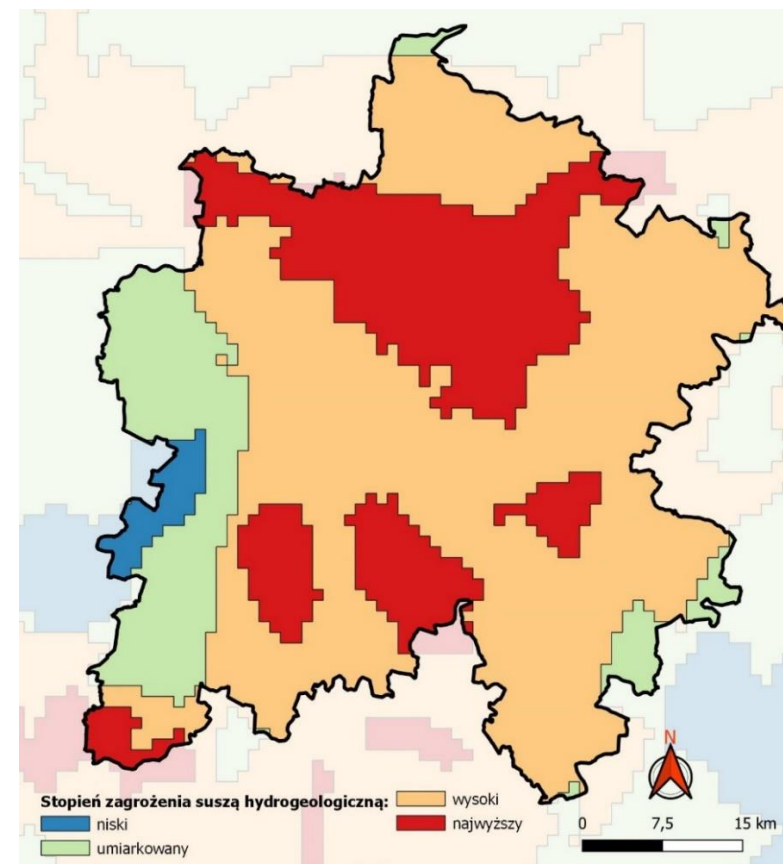 N
Stopień zagrożenia suszą hydrogeologiczną:
niski
umiarkowany
wysoki
najwyższy
0 7,5 15 km